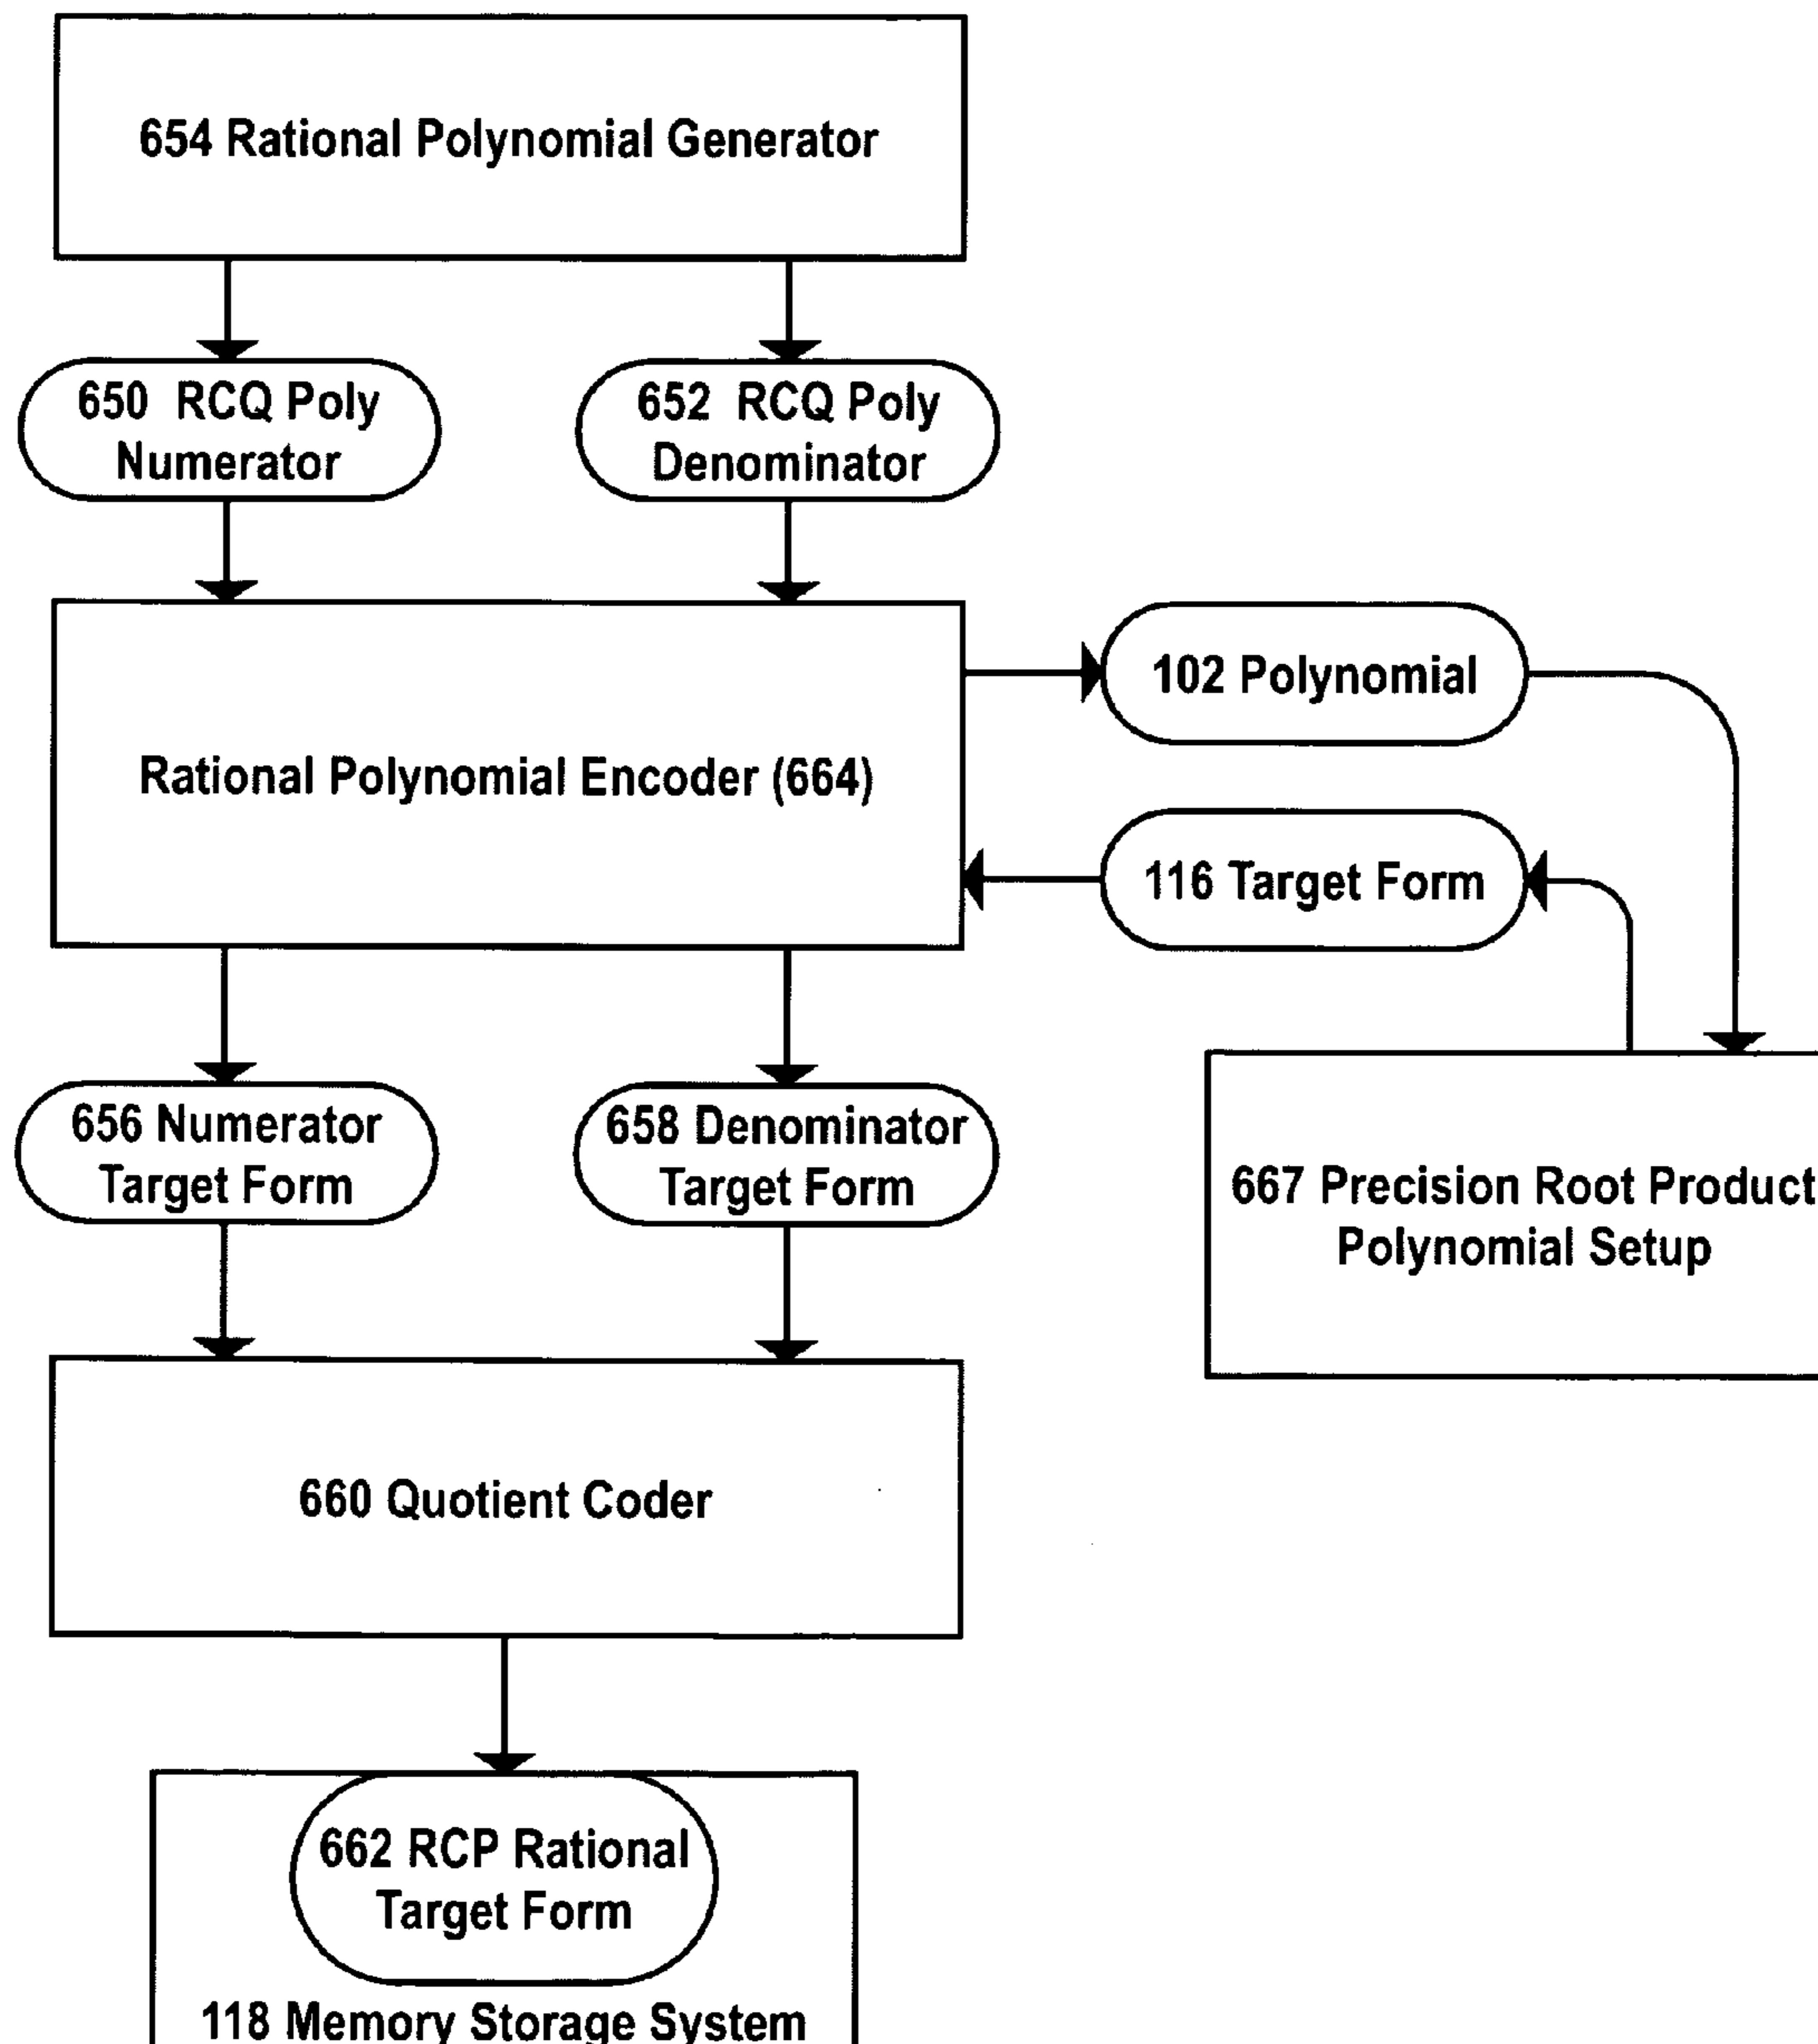 654 Rational Polynomial Generator
650 RCQ Poly
Numerator
652 RCQ Poly
Denominator
Rational Polynomial Encoder (664)
102 Polynomial
116 Target Form
656 Numerator
Target Form
658 Denominator
Target Form
667 Precision Root Product
Polynomial Setup
660 Quotient Coder
662 RCP Rational
Target Form
118 Memory Storage System